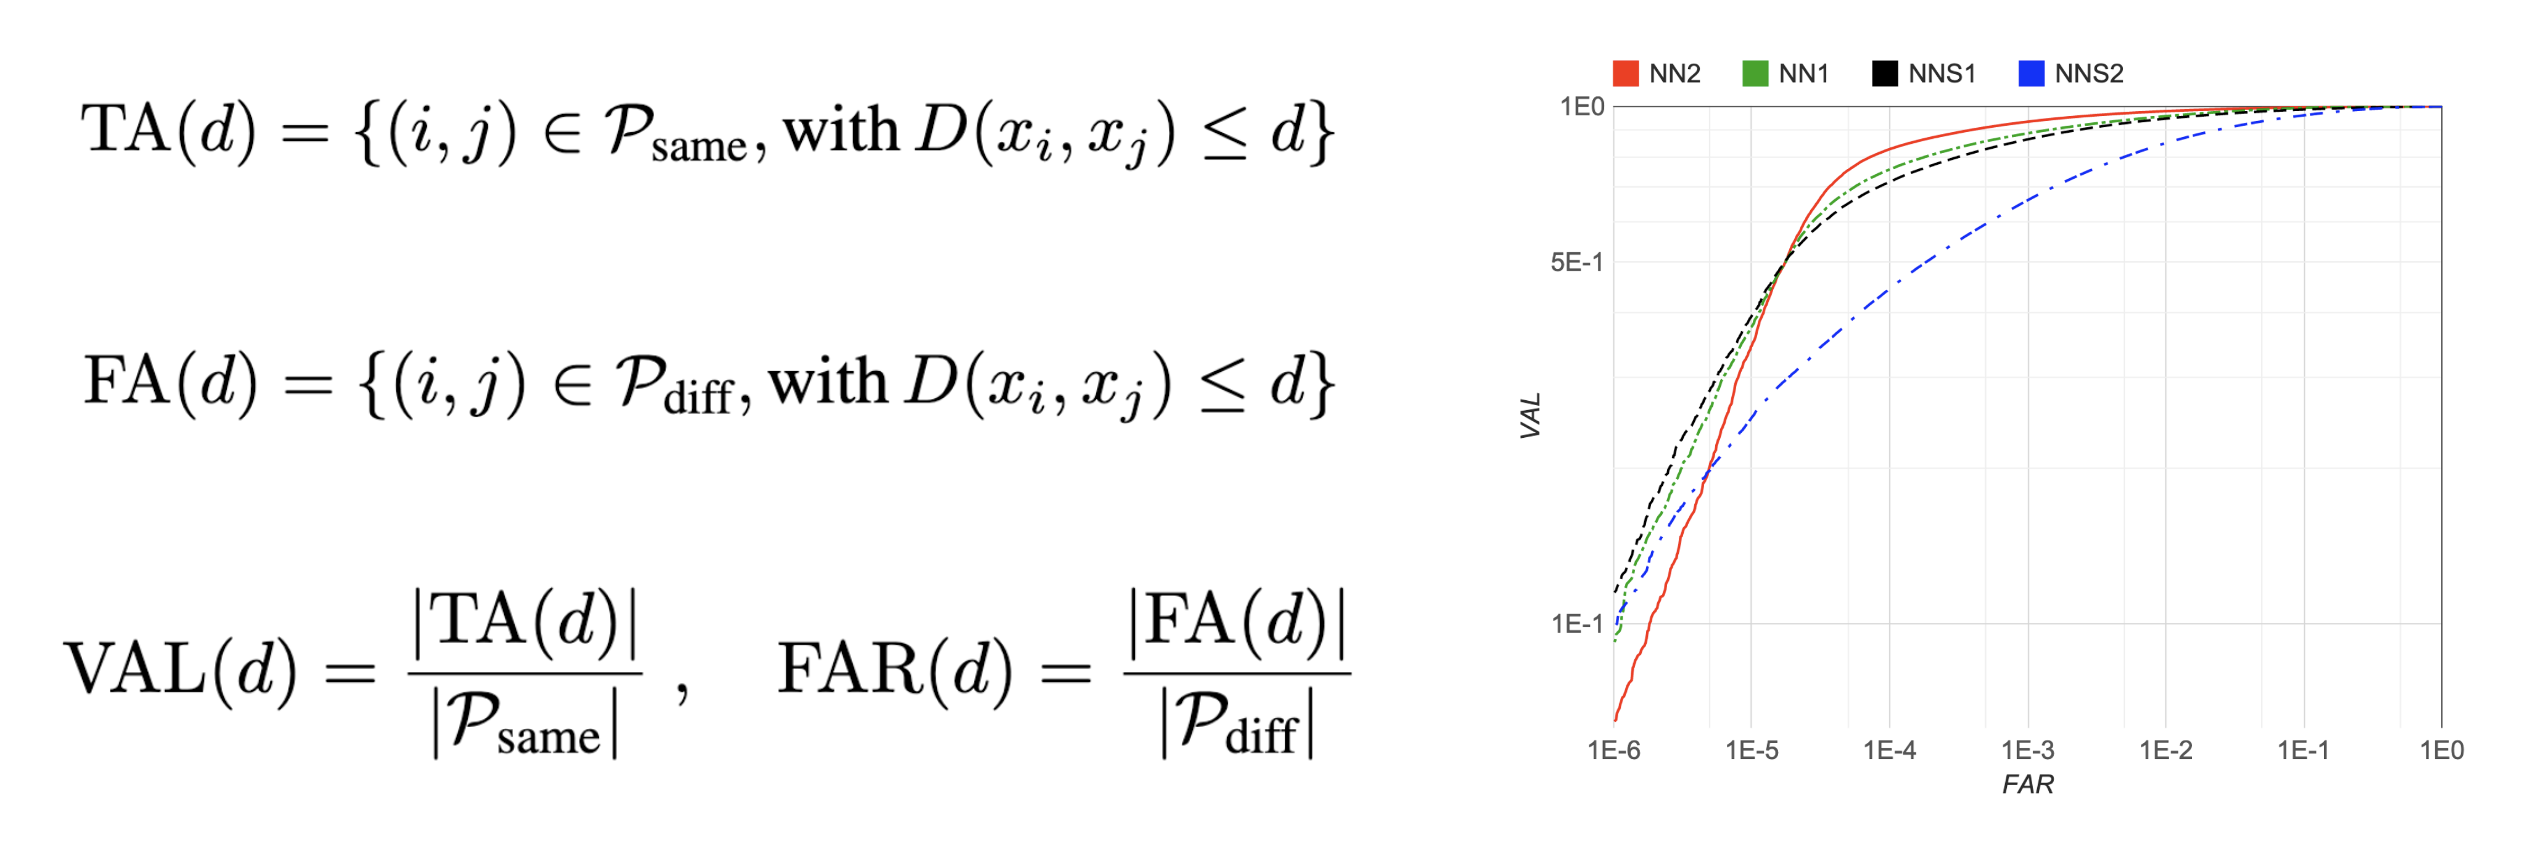 TA(d) = {(i, j) ∈ 𝒫same, with D(xi, xj) ≤ d}
FA(d) = {(i, j) ∈ 𝒫diff, with D(xi, xj) ≤ d}
VAL(d) = |TA(d)| / |𝒫same| , FAR(d) = |FA(d)| / |𝒫diff|
NN2 NN1 NNS1 NNS2
1E0
5E-1
VAL
1E-1
1E-6 1E-5 1E-4 1E-3 1E-2 1E-1 1E0
FAR